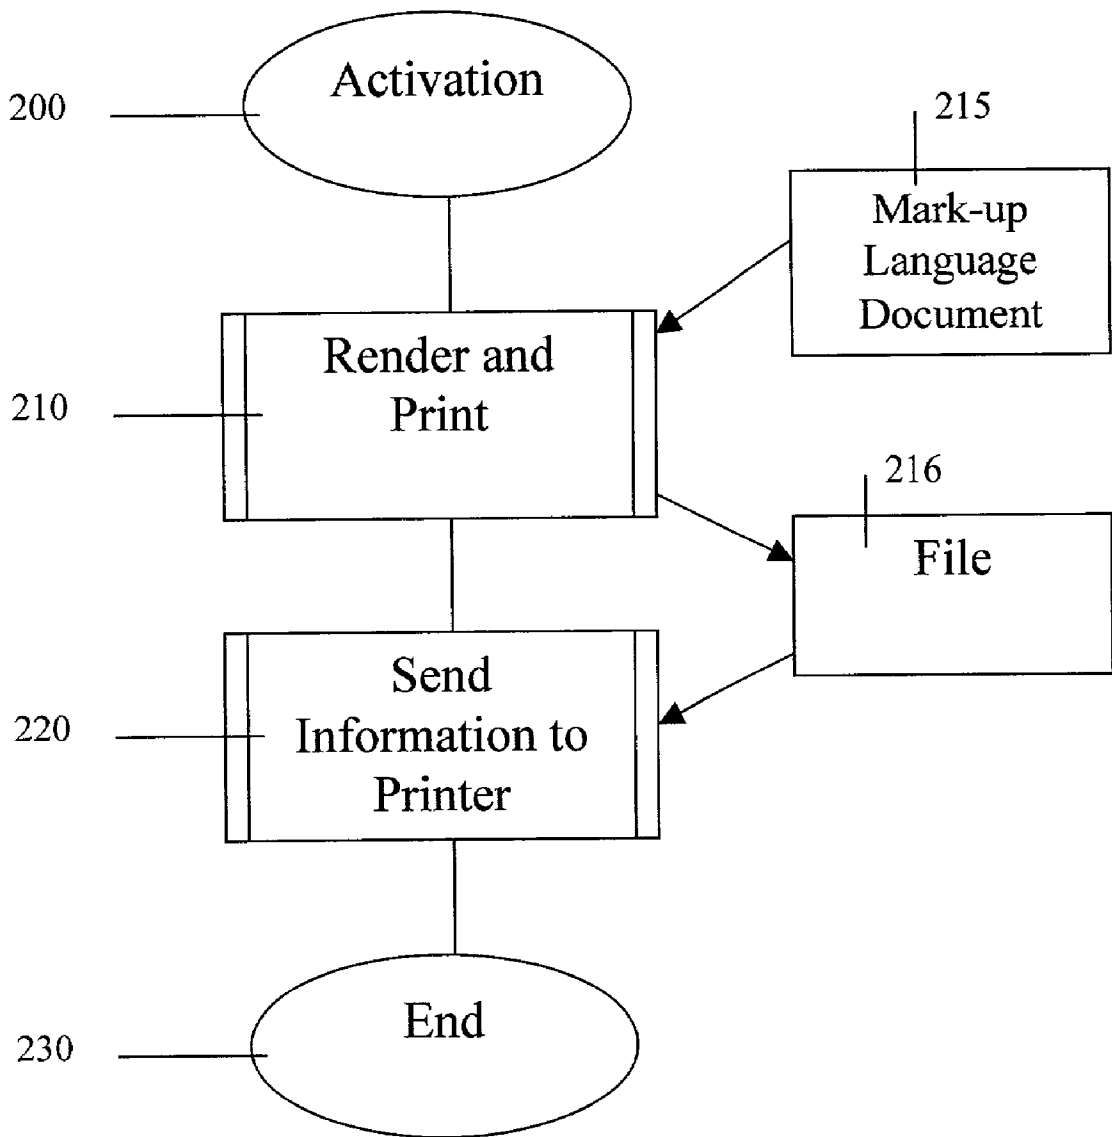 Activation
200
215
Mark-up
Language
Document
Render and
Print
210
216
File
Send
Information to
Printer
220
End
230